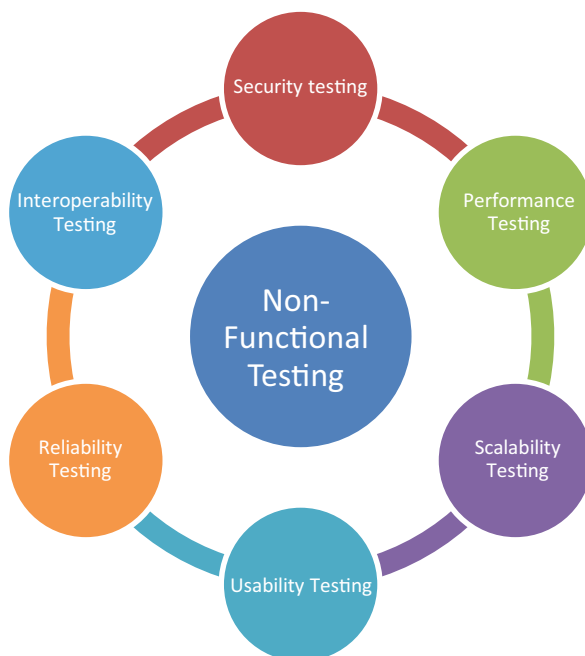 Security testing
Performance
Testing
Scalability
Testing
Usability Testing
Reliability
Testing
Interoperability
Testing
Non-
Functional
Testing